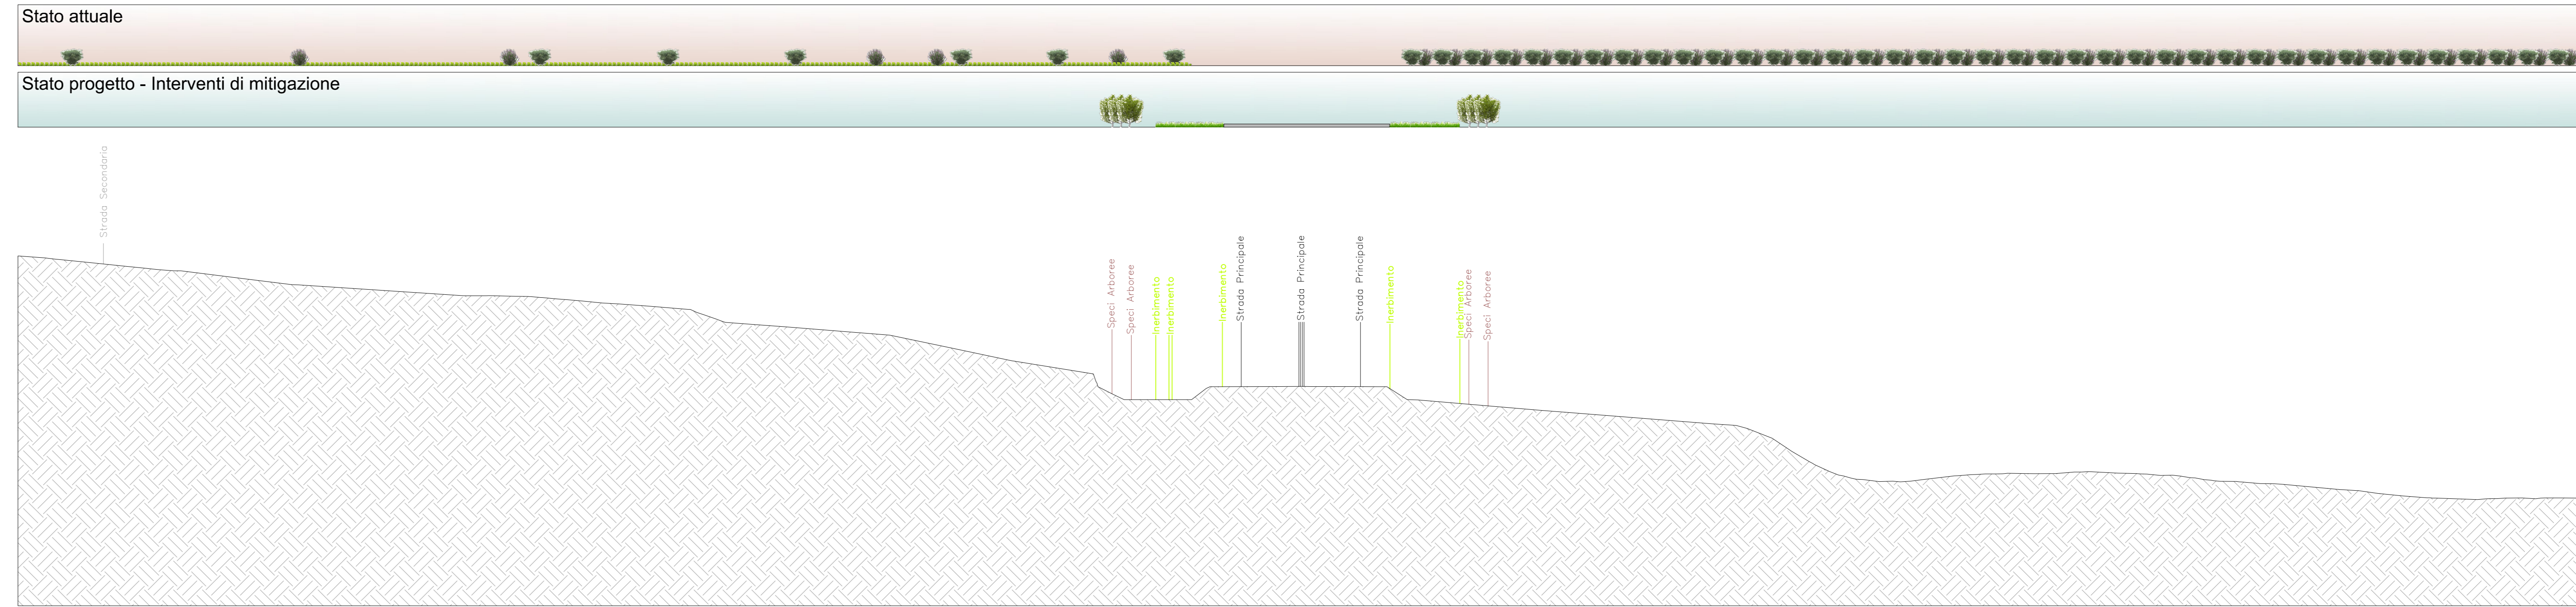 Stato attuale
Stato progetto - Interventi di mitigazione
Strada Secondaria
Speci Arboree
Speci Arboree
Inerbimento
Inerbimento
Inerbimento
Strada Principale
Strada Principale
Strada Principale
Inerbimento
Inerbimento
Speci Arboree
Speci Arboree